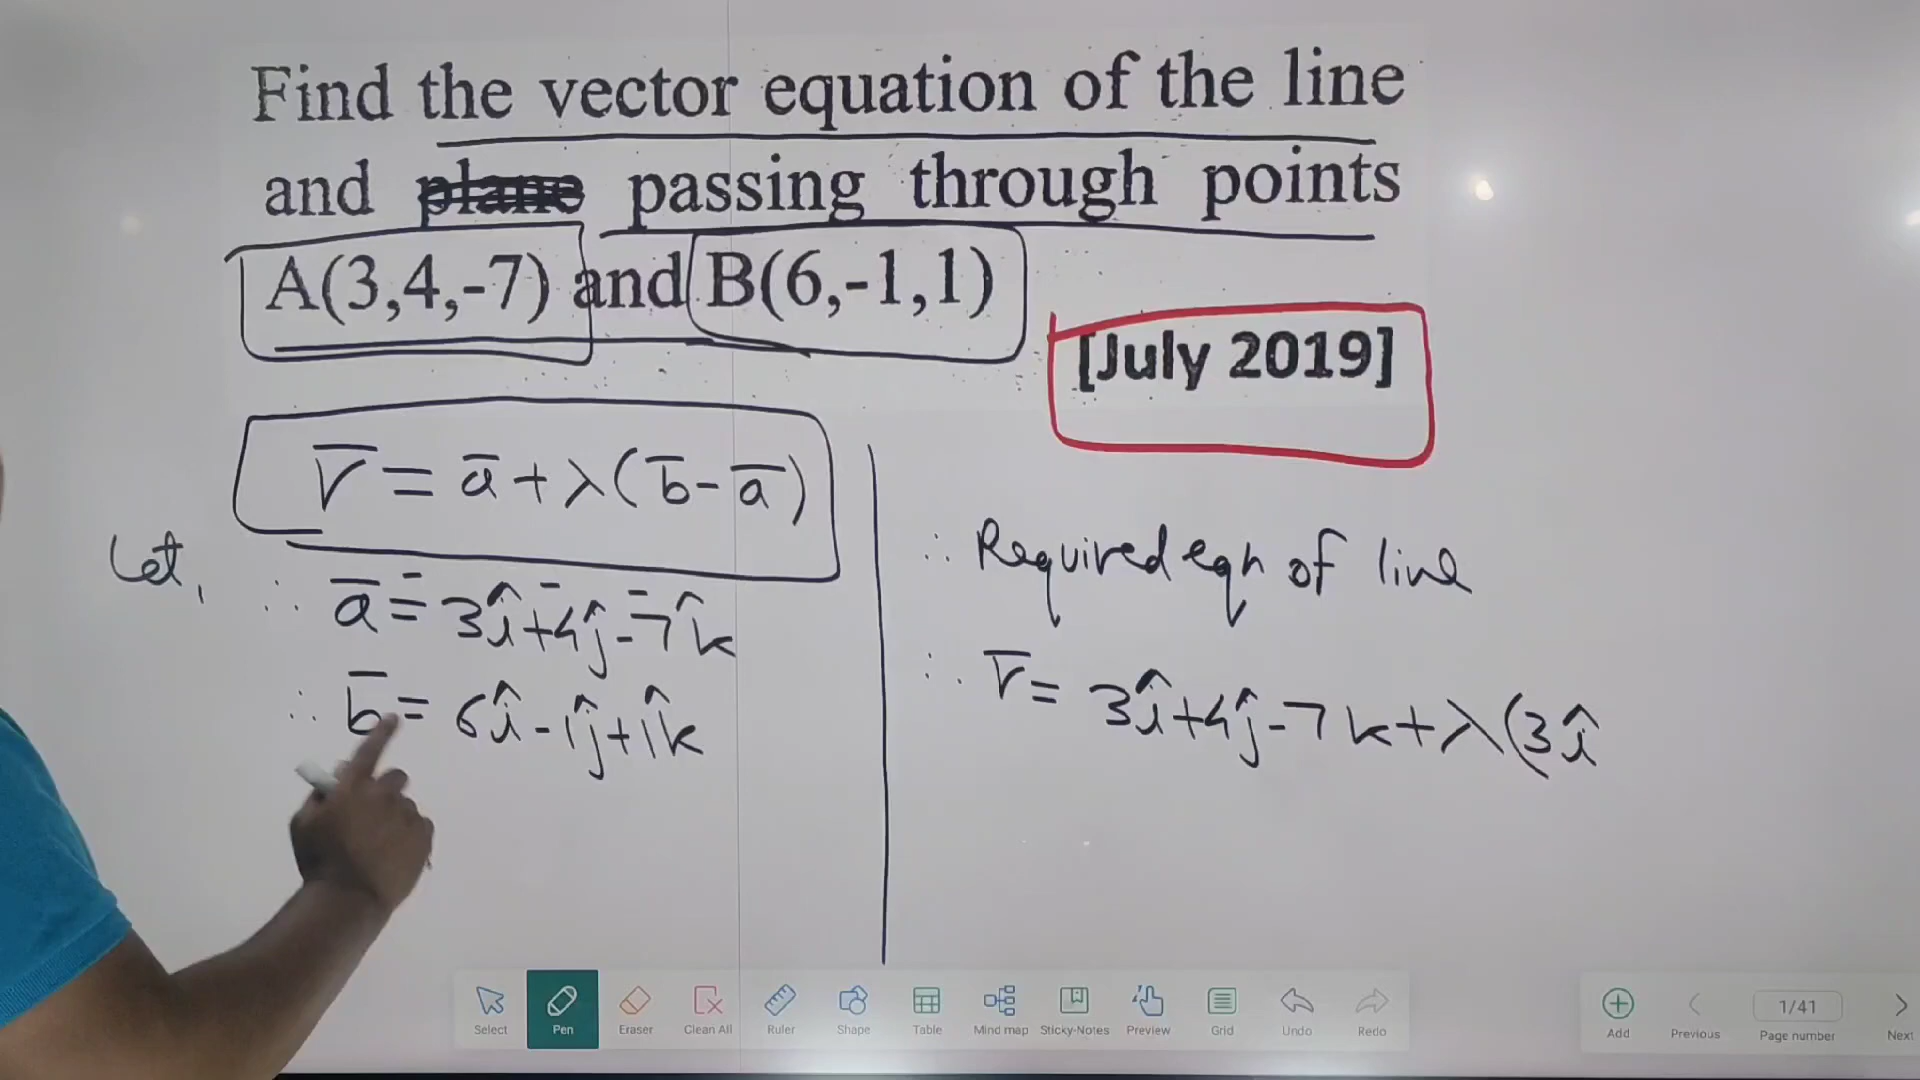 Find the vector equation of the line
and plane passing through points
A(3,4,-7) and B(6,-1,1)
[July 2019]
r̅ = a̅ + λ(b̅ - a̅)
Let,
∴ a̅ = 3î+4ĵ-7k̂
∴ b̅ = 6î-1ĵ+1k̂
∴ Required eqn of line
∴ r̅ = 3î+4ĵ-7k+λ(3î
Select
Pen
Eraser
Clean All
Ruler
Shape
Table
Mind map
Sticky-Notes
Preview
Grid
Undo
Redo
Add
Previous
1/41
Page number
Next